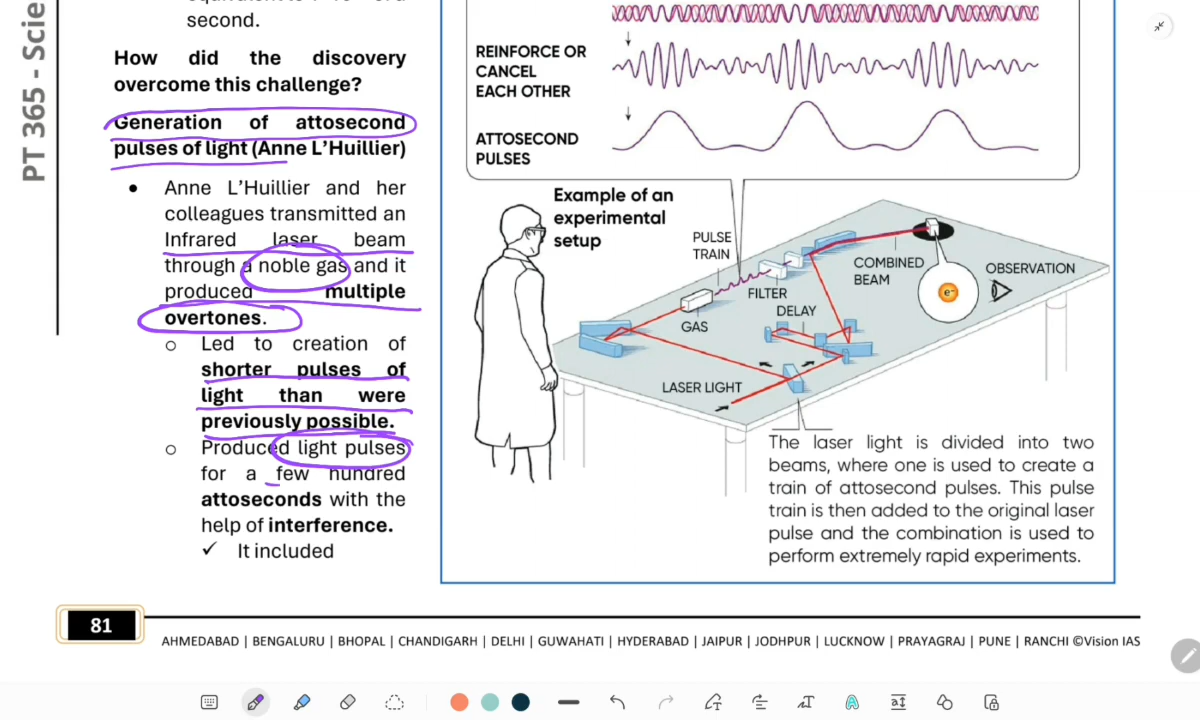 PT 365 - Scie
second.
How did the discovery
overcome this challenge?
Generation of attosecond
pulses of light (Anne L’Huillier)
• Anne L’Huillier and her
colleagues transmitted an
Infrared laser beam
through a noble gas and it
produced multiple
overtones.
o Led to creation of
shorter pulses of
light than were
previously possible.
o Produced light pulses
for a few hundred
attoseconds with the
help of interference.
✓ It included
REINFORCE OR
CANCEL
EACH OTHER
ATTOSECOND
PULSES
Example of an
experimental
setup
PULSE
TRAIN
FILTER
GAS
DELAY
COMBINED
BEAM
OBSERVATION
e-
LASER LIGHT
The laser light is divided into two
beams, where one is used to create a
train of attosecond pulses. This pulse
train is then added to the original laser
pulse and the combination is used to
perform extremely rapid experiments.
81
AHMEDABAD | BENGALURU | BHOPAL | CHANDIGARH | DELHI | GUWAHATI | HYDERABAD | JAIPUR | JODHPUR | LUCKNOW | PRAYAGRAJ | PUNE | RANCHI ©Vision IAS